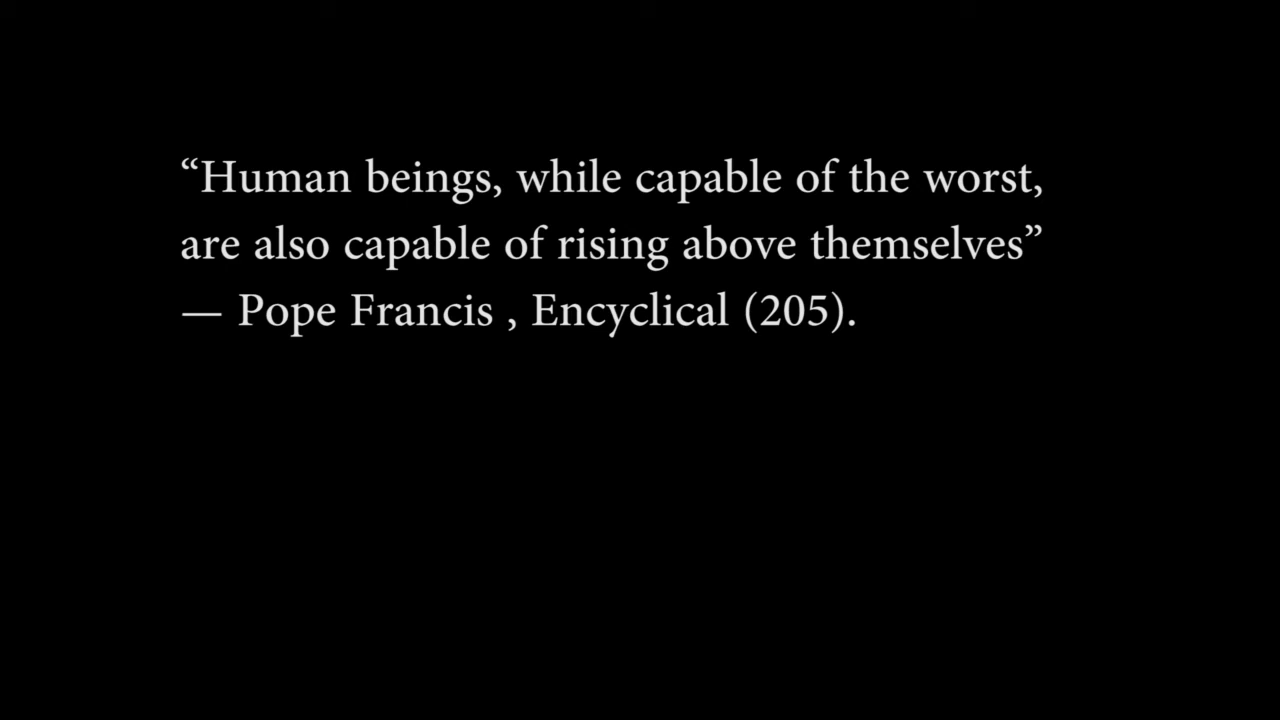 “Human beings, while capable of the worst,
are also capable of rising above themselves”
— Pope Francis , Encyclical (205).